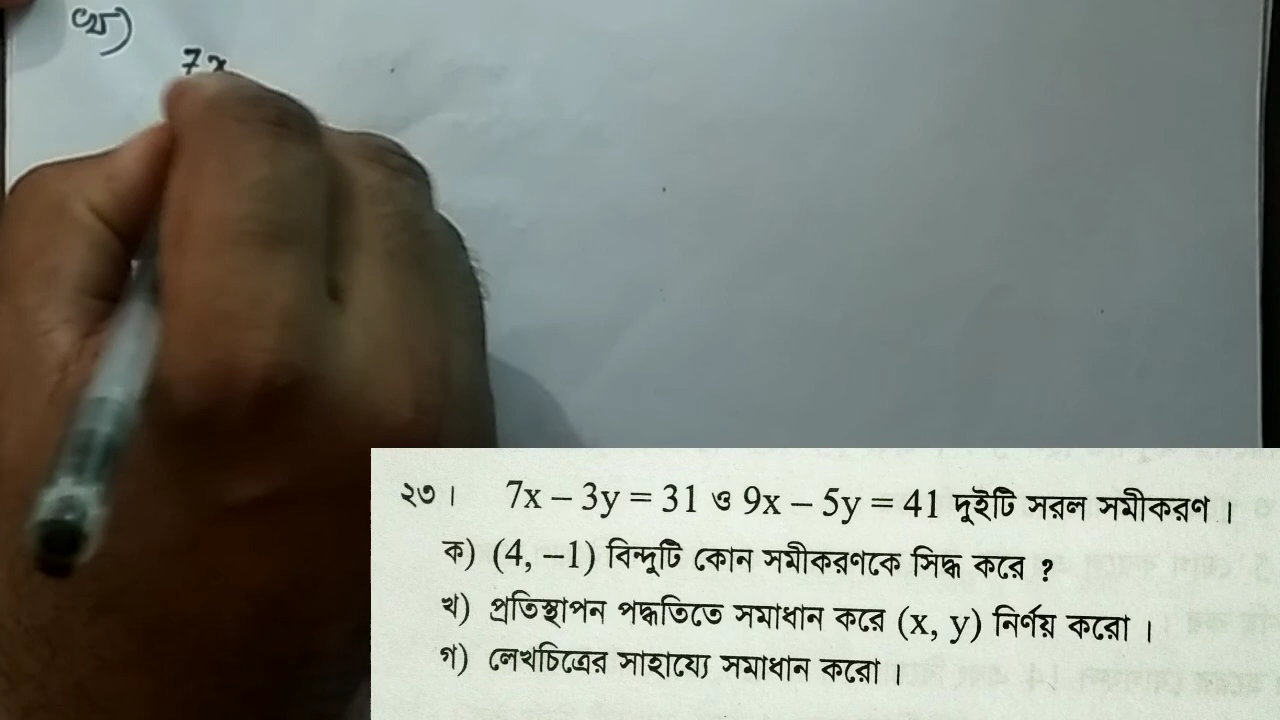 খ)
7x
২৩। 7x – 3y = 31 ও 9x – 5y = 41 দুইটি সরল সমীকরণ।
ক) (4, –1) বিন্দুটি কোন সমীকরণকে সিদ্ধ করে ?
খ) প্রতিস্থাপন পদ্ধতিতে সমাধান করে (x, y) নির্ণয় করো।
গ) লেখচিত্রের সাহায্যে সমাধান করো।